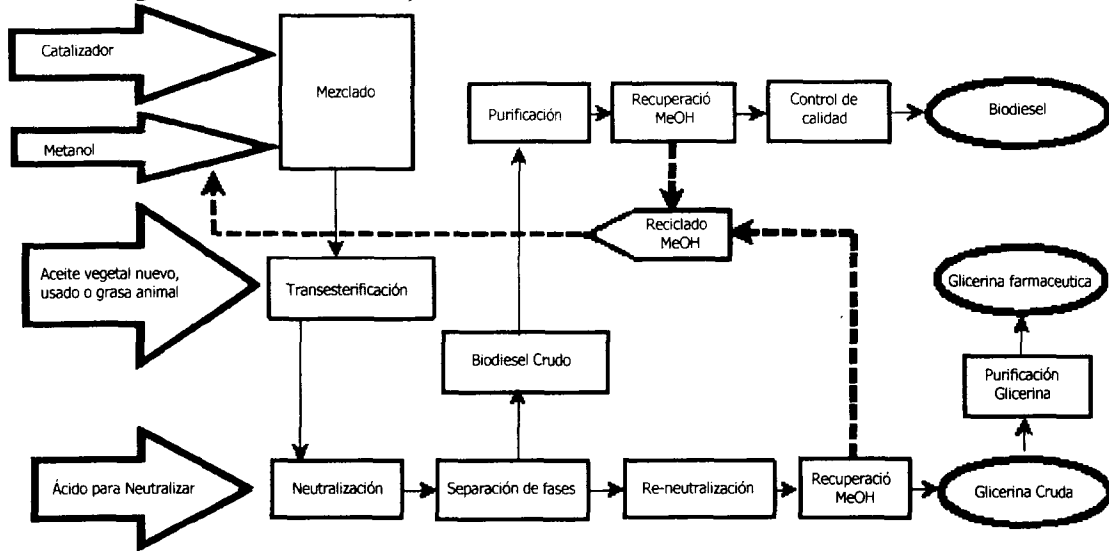 Catalizador
Mezclado
Metanol
Purificación
Recuperació
MeOH
Control de
calidad
Biodiesel
Reciclado
MeOH
Aceite vegetal nuevo,
usado o grasa animal
Transesterificación
Glicerina farmaceutica
Biodiesel Crudo
Purificación
Glicerina
Ácido para Neutralizar
Neutralización
Separación de fases
Re-neutralización
Recuperació
MeOH
Glicerina Cruda